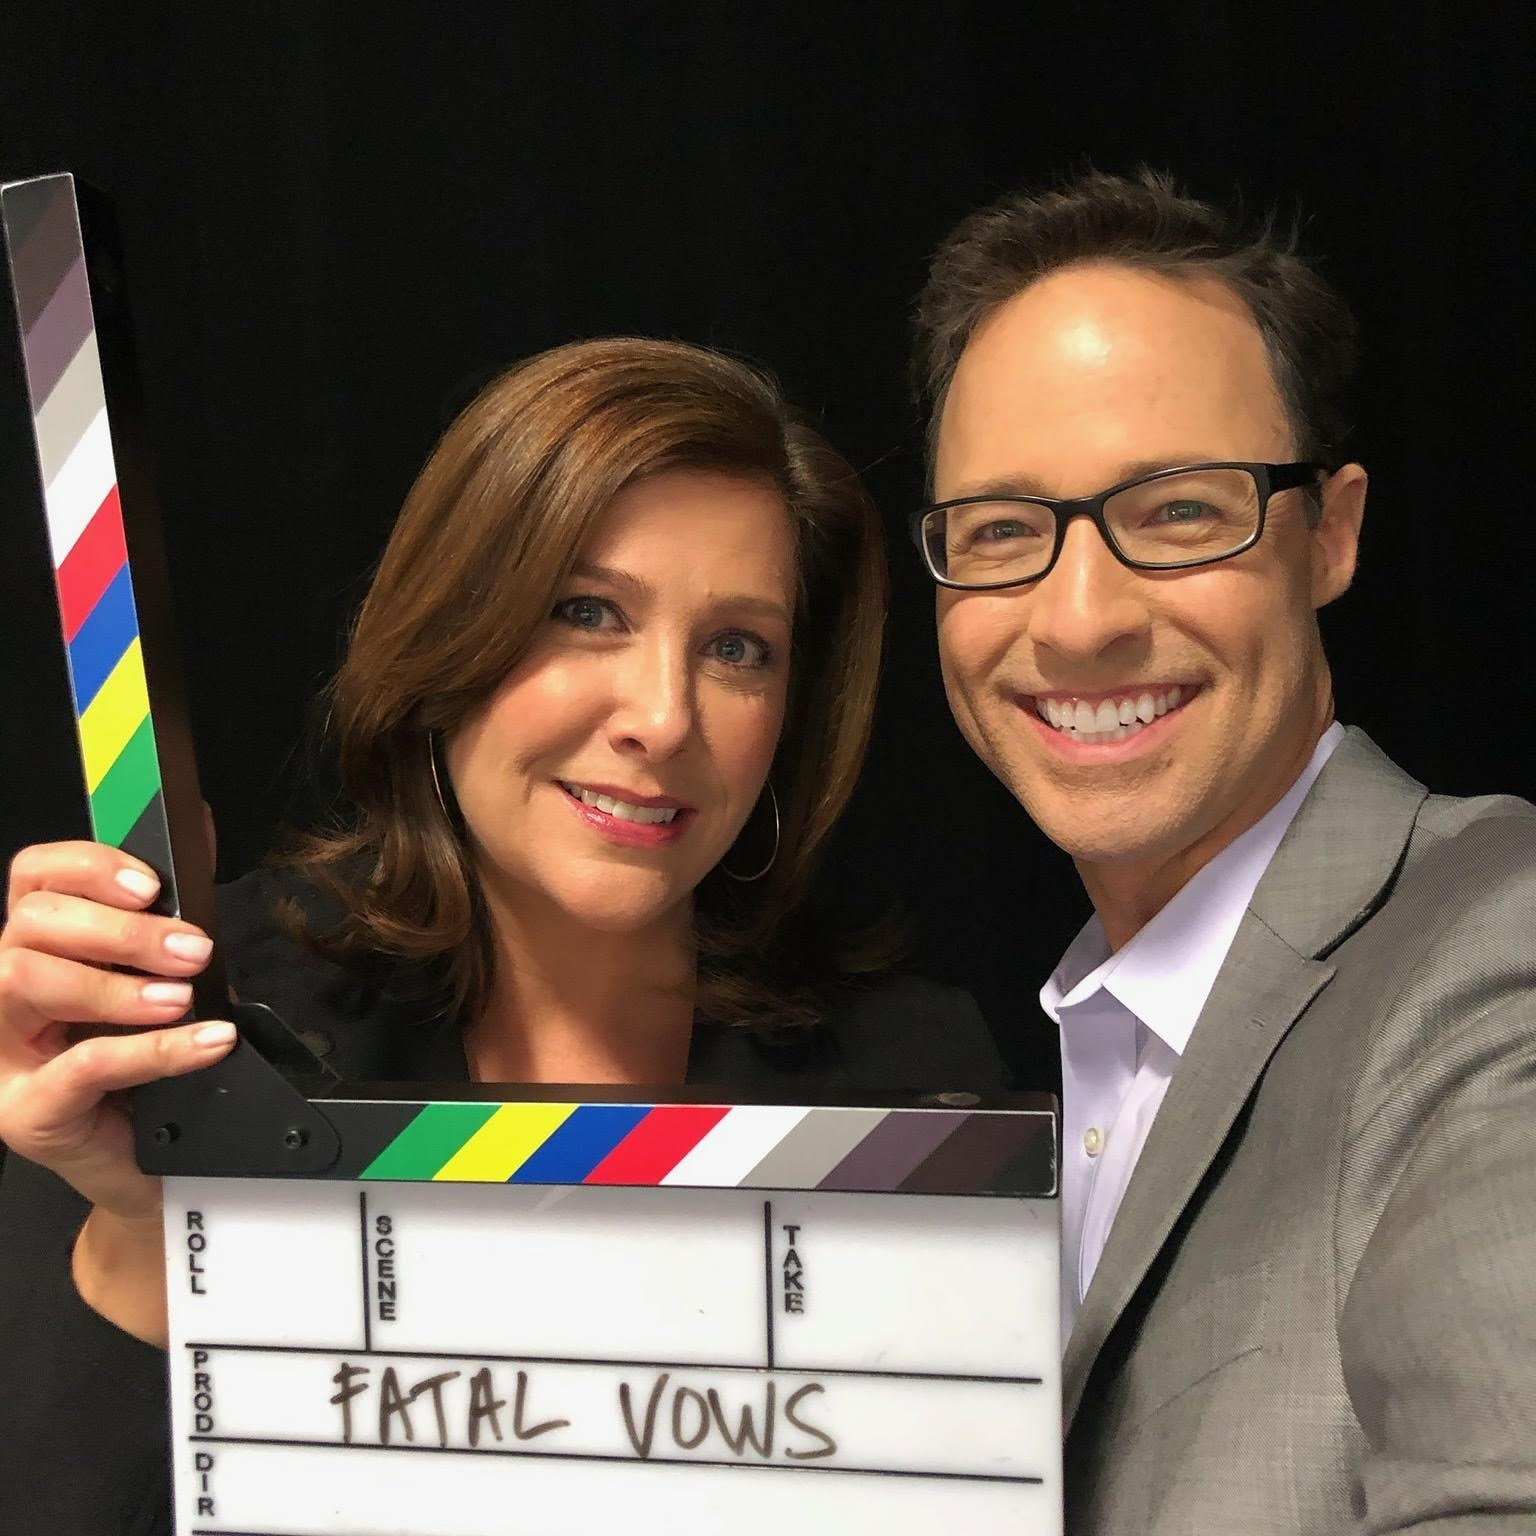 ROLL
SCENE
TAKE
PROD
FATAL VOWS
DIR